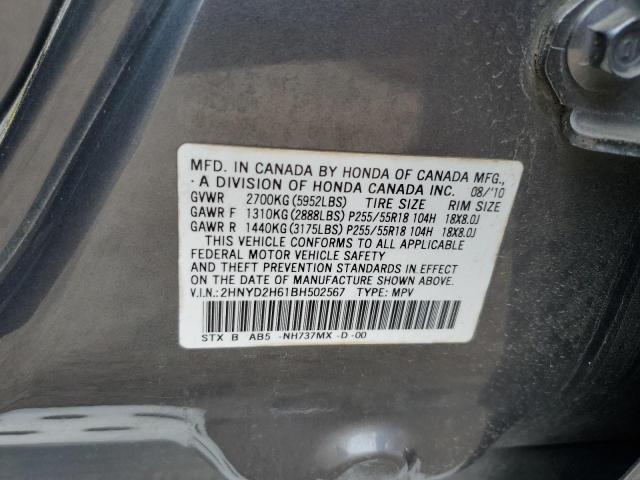 MFD. IN CANADA BY HONDA OF CANADA MFG.,
A DIVISION OF HONDA CANADA INC. 08/'10
GVWR 2700KG(5952LBS) TIRE SIZE RIM SIZE
GAWR F 1310KG(2888LBS) P255/55R18 104H 18X8.0J
GAWR R 1440KG(3175LBS) P255/55R18 104H 18X8.0J
THIS VEHICLE CONFORMS TO ALL APPLICABLE
FEDERAL MOTOR VEHICLE SAFETY
AND THEFT PREVENTION STANDARDS IN EFFECT
ON THE DATE OF MANUFACTURE SHOWN ABOVE.
V.I.N.:2HNYD2H61BH502567 TYPE: MPV
STX B AB5 -NH737MX -D-00